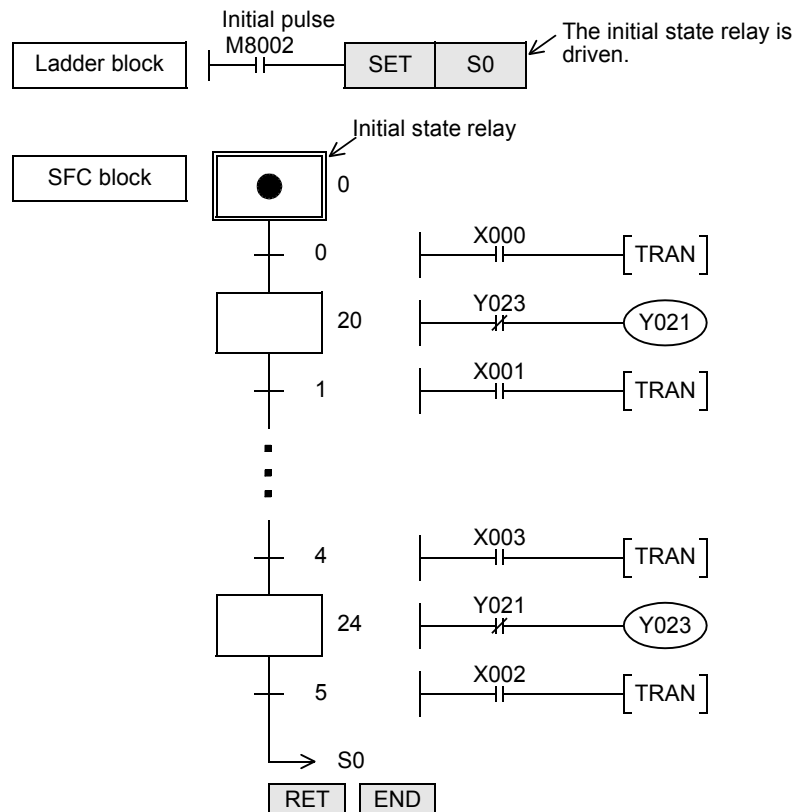 Initial pulse
M8002
The initial state relay is
driven.
Ladder block
SET S0
Initial state relay
SFC block
0
0
X000
TRAN
20
Y023
Y021
1
X001
TRAN
4
X003
TRAN
24
Y021
Y023
5
X002
TRAN
S0
RET END